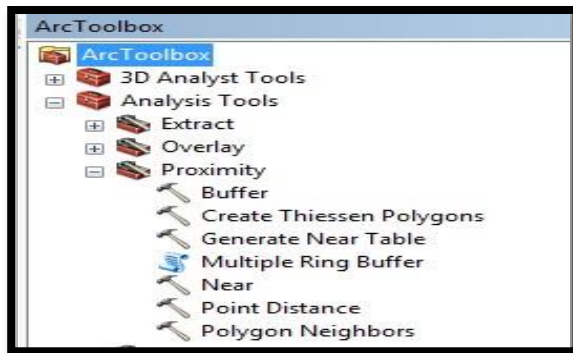 ArcToolbox
ArcToolbox
3D Analyst Tools
Analysis Tools
Extract
Overlay
Proximity
Buffer
Create Thiessen Polygons
Generate Near Table
Multiple Ring Buffer
Near
Point Distance
Polygon Neighbors